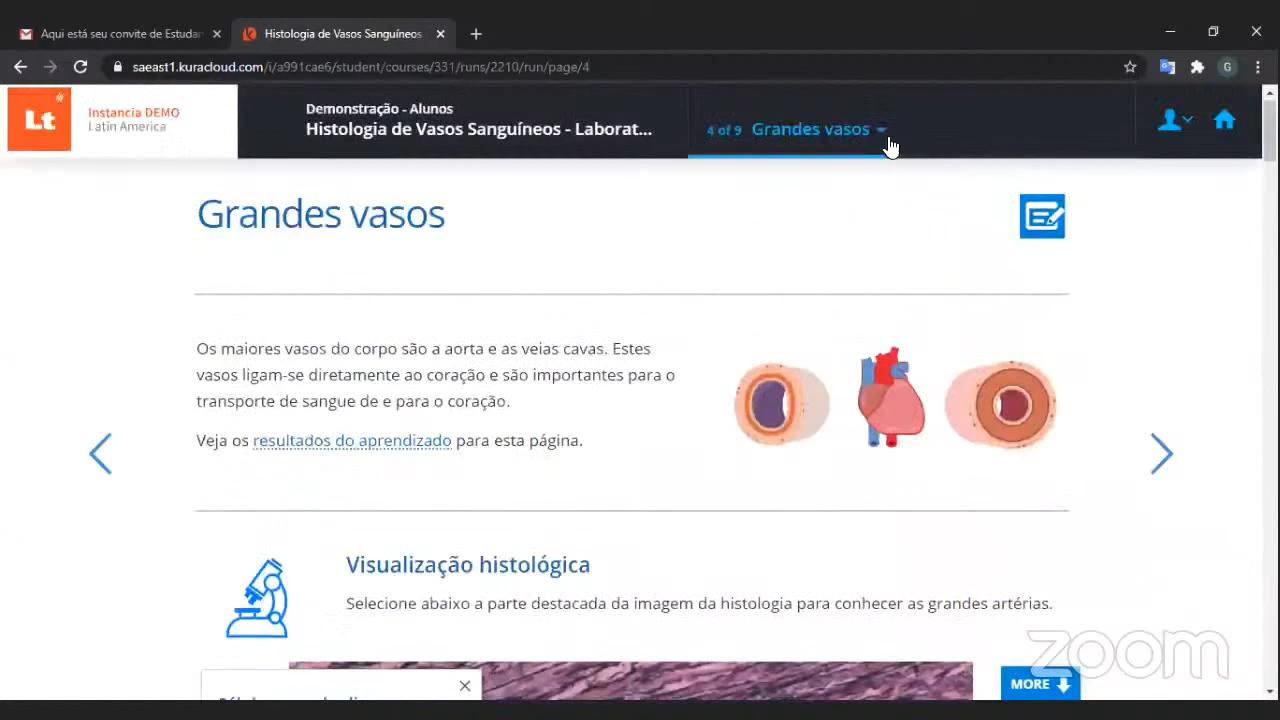 Aqui está seu convite de Estudan
Histologia de Vasos Sanguíneos
saeast1.kuracloud.com/i/a991cae6/student/courses/331/runs/2210/run/page/4
G
Lt
Instancia DEMO
Latin America
Demonstração - Alunos
Histologia de Vasos Sanguíneos - Laborat...
4 of 9 Grandes vasos
Grandes vasos
Os maiores vasos do corpo são a aorta e as veias cavas. Estes
vasos ligam-se diretamente ao coração e são importantes para o
transporte de sangue de e para o coração.
Veja os resultados do aprendizado para esta página.
Visualização histológica
Selecione abaixo a parte destacada da imagem da histologia para conhecer as grandes artérias.
zoom
MORE